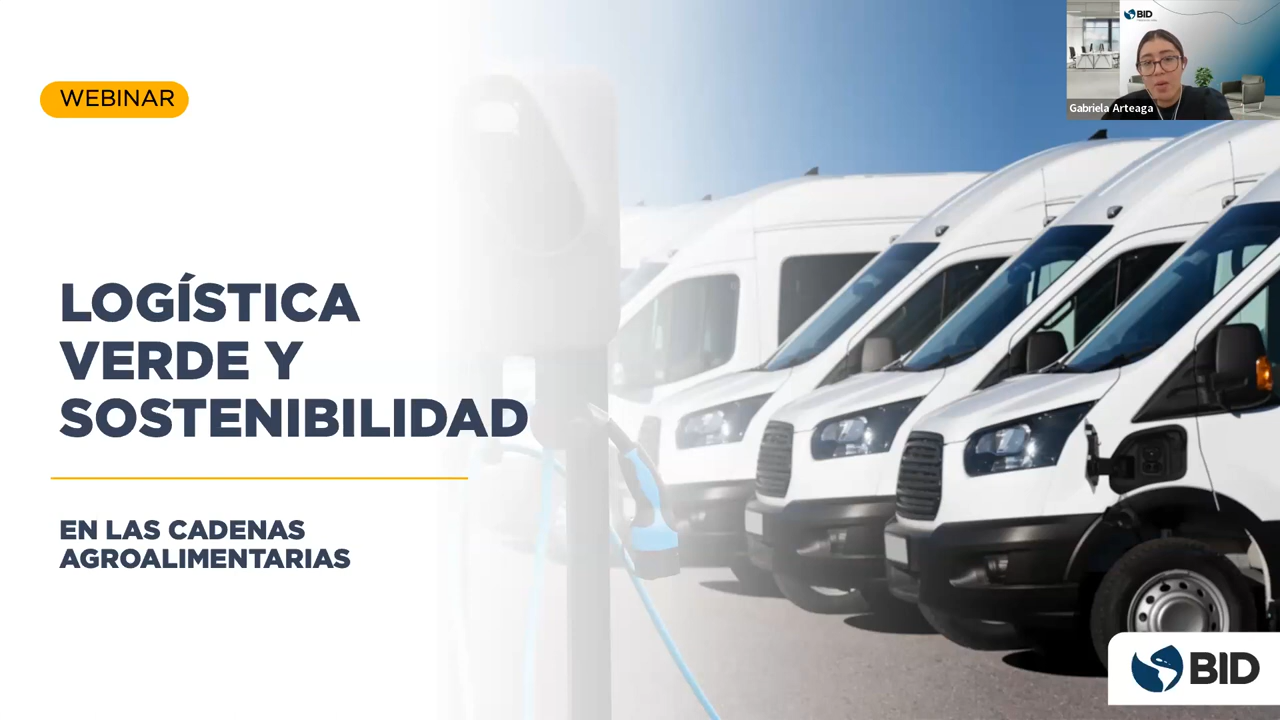 WEBINAR
BID
Gabriela Arteaga
LOGÍSTICA
VERDE Y
SOSTENIBILIDAD
EN LAS CADENAS
AGROALIMENTARIAS
BID